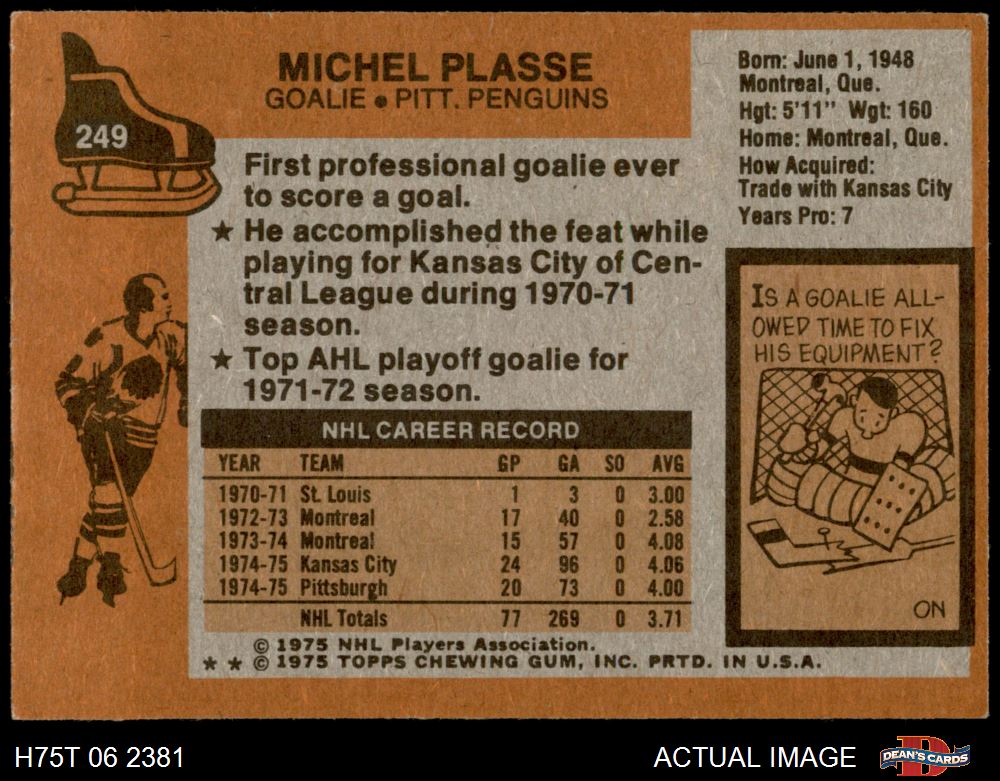 249
MICHEL PLASSE
GOALIE • PITT. PENGUINS
Born: June 1, 1948
Montreal, Que.
Hgt: 5'11" Wgt: 160
Home: Montreal, Que.
How Acquired:
Trade with Kansas City
Years Pro: 7
First professional goalie ever
to score a goal.
★ He accomplished the feat while
playing for Kansas City of Cen-
tral League during 1970-71
season.
★ Top AHL playoff goalie for
1971-72 season.
IS A GOALIE ALL-
OWED TIME TO FIX
HIS EQUIPMENT?
ON
NHL CAREER RECORD
YEAR TEAM GP GA SO AVG
1970-71 St. Louis 1 3 0 3.00
1972-73 Montreal 17 40 0 2.58
1973-74 Montreal 15 57 0 4.08
1974-75 Kansas City 24 96 0 4.06
1974-75 Pittsburgh 20 73 0 4.00
NHL Totals 77 269 0 3.71
© 1975 NHL Players Association.
★ ★ © 1975 TOPPS CHEWING GUM, INC. PRTD. IN U.S.A.
H75T 06 2381
ACTUAL IMAGE
DEAN'S CARDS